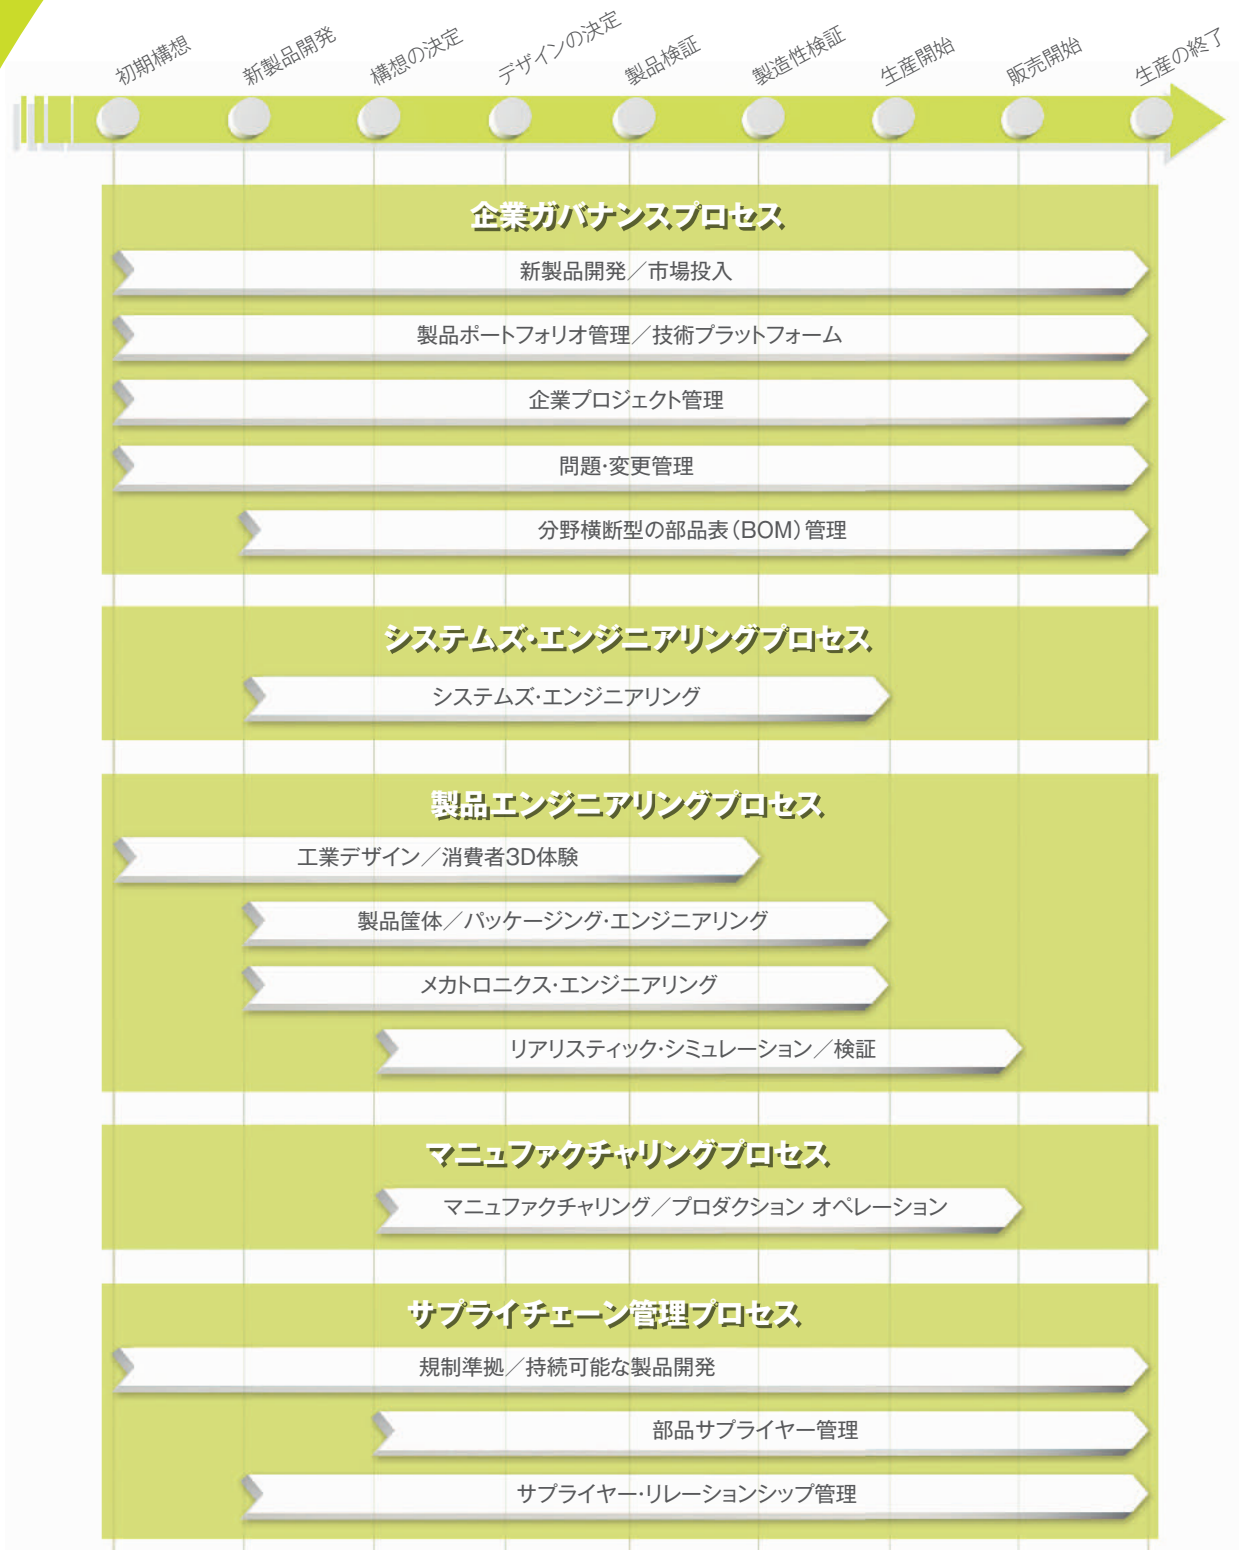 初期構想
新製品開発
構想の決定
デザインの決定
製品検証
製造性検証
生産開始
販売開始
生産の終了
企業ガバナンスプロセス
新製品開発／市場投入
製品ポートフォリオ管理／技術プラットフォーム
企業プロジェクト管理
問題・変更管理
分野横断型の部品表（BOM）管理
システムズ・エンジニアリングプロセス
システムズ・エンジニアリング
製品エンジニアリングプロセス
工業デザイン／消費者3D体験
製品筐体／パッケージング・エンジニアリング
メカトロニクス・エンジニアリング
リアリスティック・シミュレーション／検証
マニュファクチャリングプロセス
マニュファクチャリング／プロダクション オペレーション
サプライチェーン管理プロセス
規制準拠／持続可能な製品開発
部品サプライヤー管理
サプライヤー・リレーションシップ管理